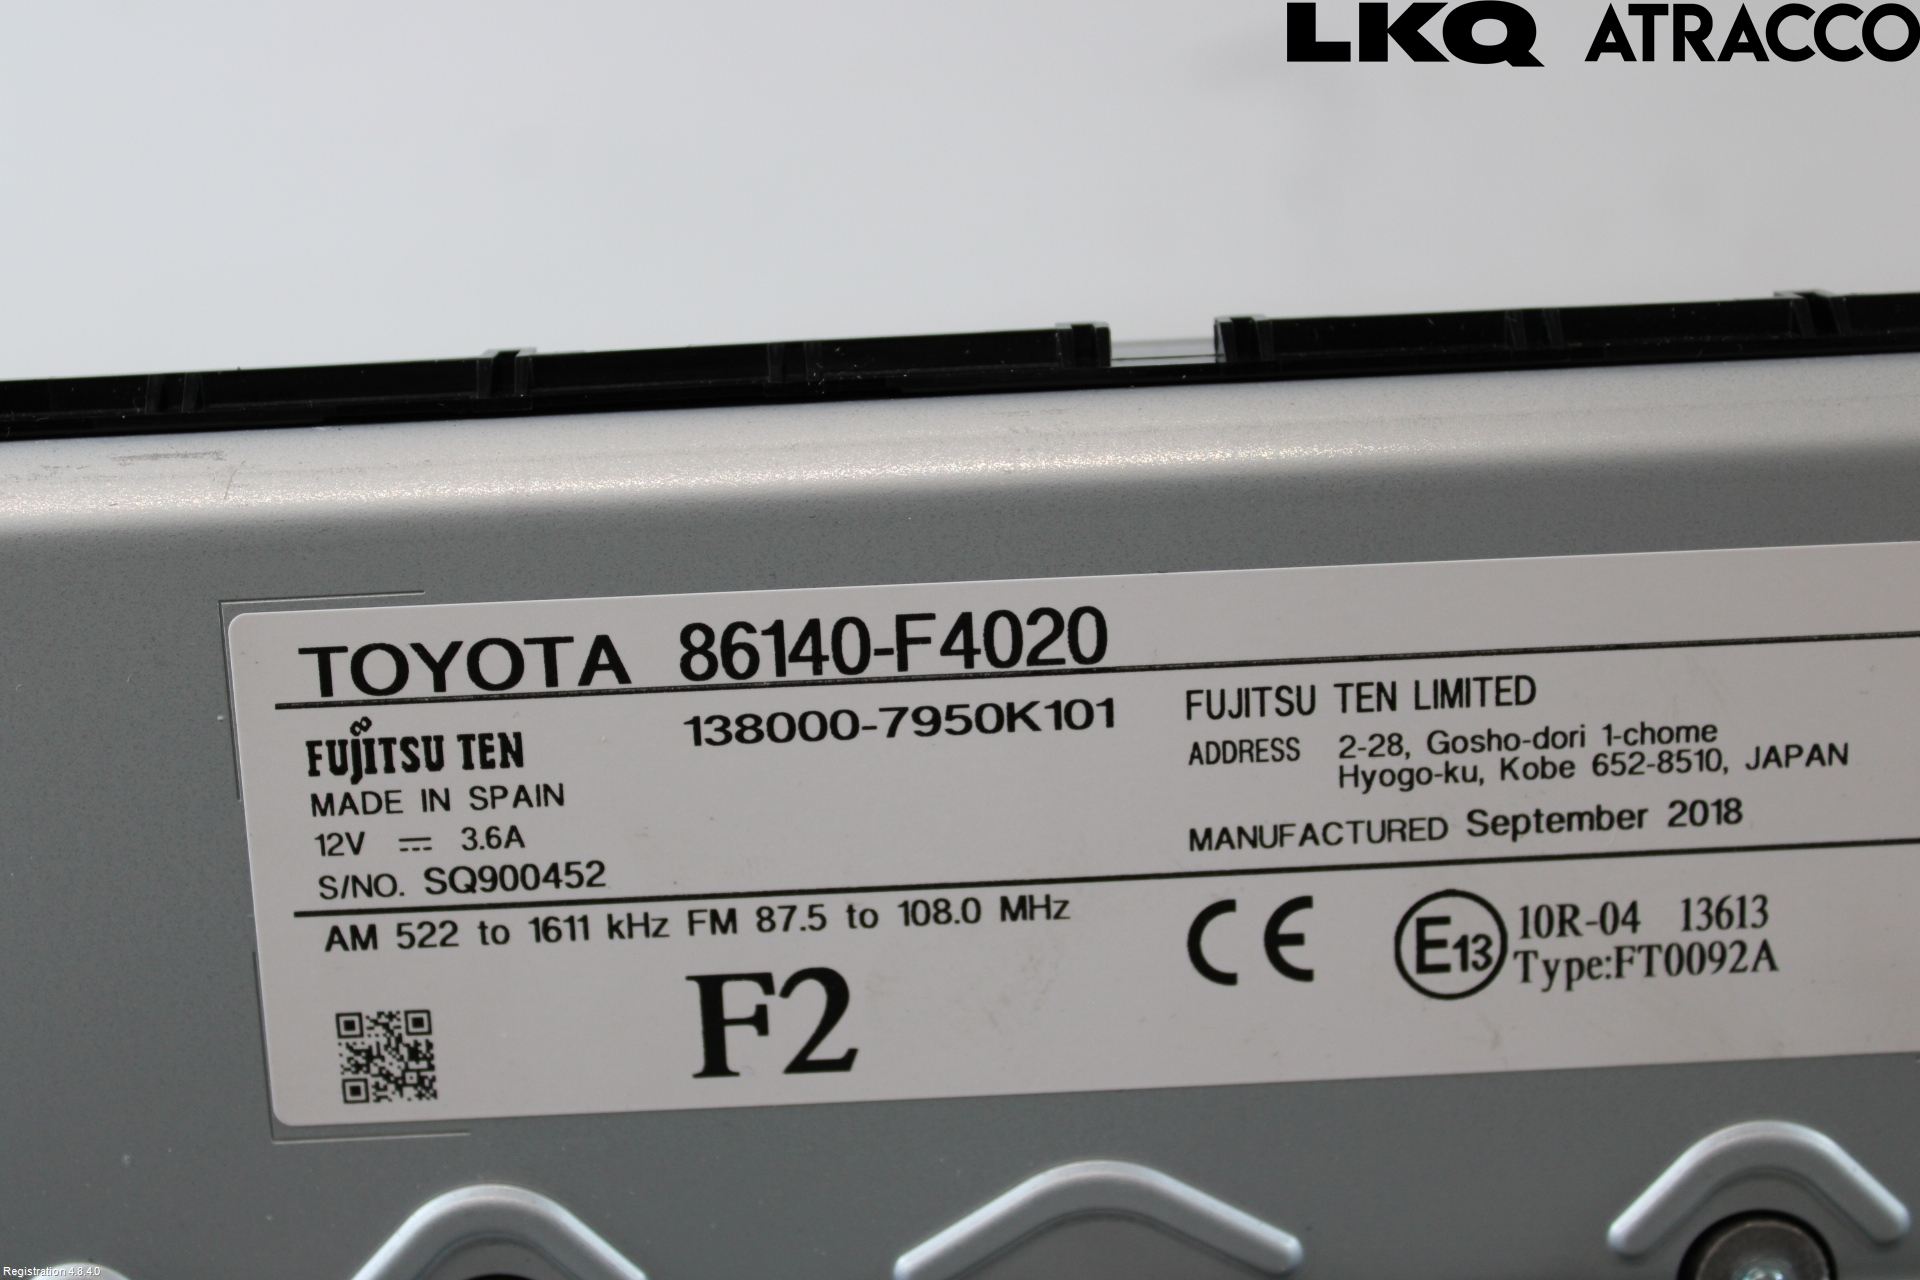 LKQ ATRACCO
TOYOTA 86140-F4020
FUJITSU TEN
138000-7950K101
MADE IN SPAIN
12V ⎓ 3.6A
S/NO. SQ900452
FUJITSU TEN LIMITED
ADDRESS 2-28, Gosho-dori 1-chome
Hyogo-ku, Kobe 652-8510, JAPAN
MANUFACTURED September 2018
AM 522 to 1611 kHz FM 87.5 to 108.0 MHz
F2
CE
E13
10R-04 13613
Type:FT0092A
Registration 4.8.4.0